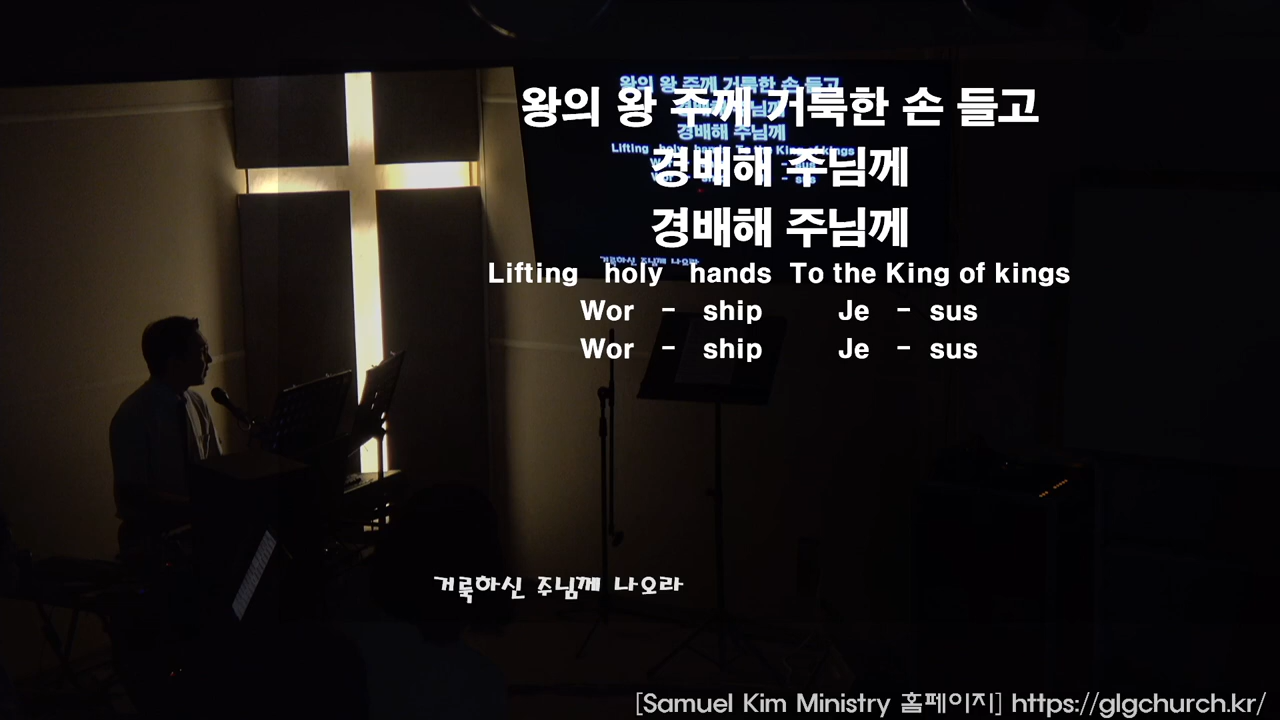 왕의 왕 주께 거룩한 손 들고
경배해 주님께
경배해 주님께
Lifting holy hands To the King of kings
Wor - ship Je - sus
Wor - ship Je - sus
거룩하신 주님께 나오라
[Samuel Kim Ministry 홈페이지] https://glgchurch.kr/